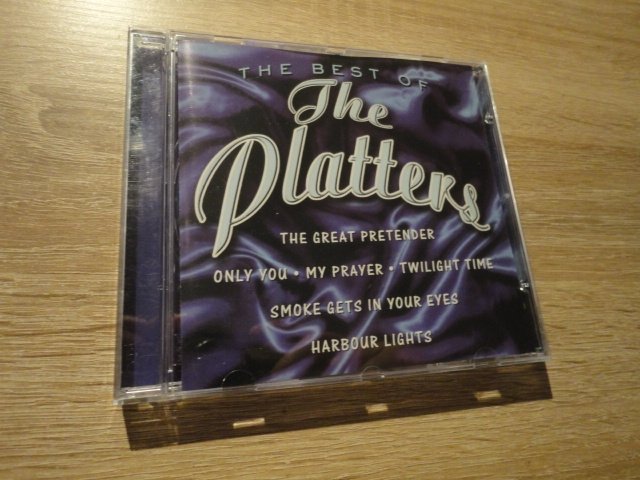 THE BEST OF
The
Platters
THE GREAT PRETENDER
ONLY YOU • MY PRAYER • TWILIGHT TIME
SMOKE GETS IN YOUR EYES
HARBOUR LIGHTS